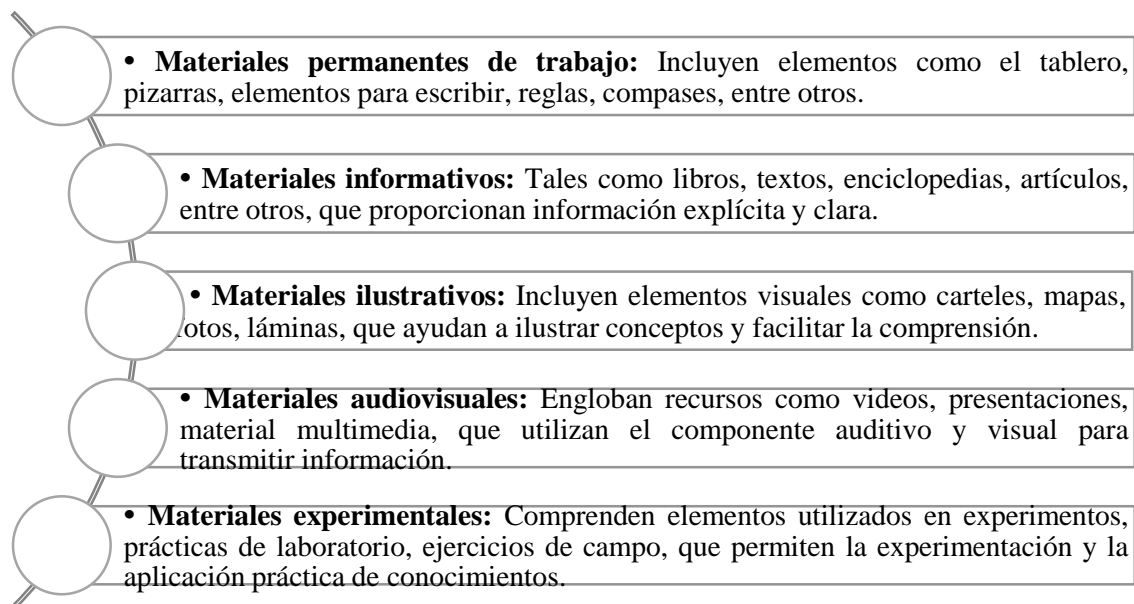 • Materiales permanentes de trabajo: Incluyen elementos como el tablero,
pizarras, elementos para escribir, reglas, compases, entre otros.
• Materiales informativos: Tales como libros, textos, enciclopedias, artículos,
entre otros, que proporcionan información explícita y clara.
• Materiales ilustrativos: Incluyen elementos visuales como carteles, mapas,
fotos, láminas, que ayudan a ilustrar conceptos y facilitar la comprensión.
• Materiales audiovisuales: Engloban recursos como videos, presentaciones,
material multimedia, que utilizan el componente auditivo y visual para
transmitir información.
• Materiales experimentales: Comprenden elementos utilizados en experimentos,
prácticas de laboratorio, ejercicios de campo, que permiten la experimentación y la
aplicación práctica de conocimientos.